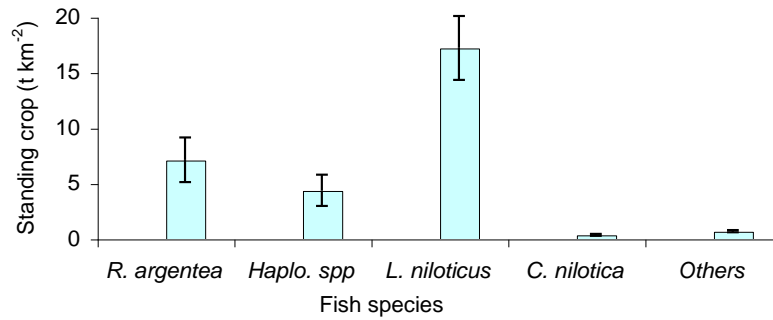 Standing crop (t km⁻²)
20
15
10
5
0
R. argentea Haplo. spp L. niloticus C. nilotica Others
Fish species